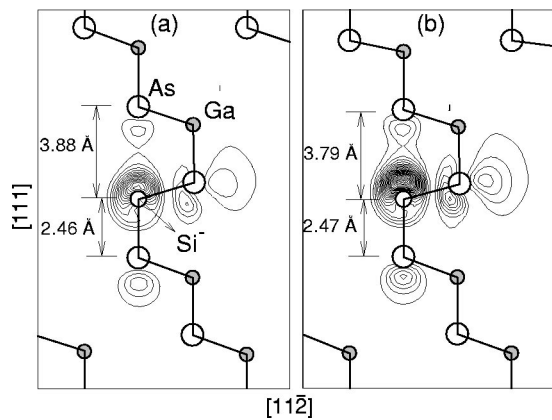 (a)
(b)
As
Ga
3.88 Å
3.79 Å
2.46 Å
2.47 Å
Si⁻
[111]
[112̄]